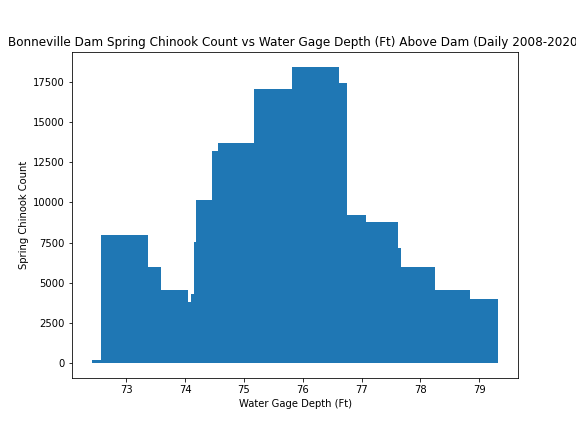 Bonneville Dam Spring Chinook Count vs Water Gage Depth (Ft) Above Dam (Daily 2008-2020
17500
15000
12500
10000
7500
5000
2500
0
Spring Chinook Count
73 74 75 76 77 78 79
Water Gage Depth (Ft)